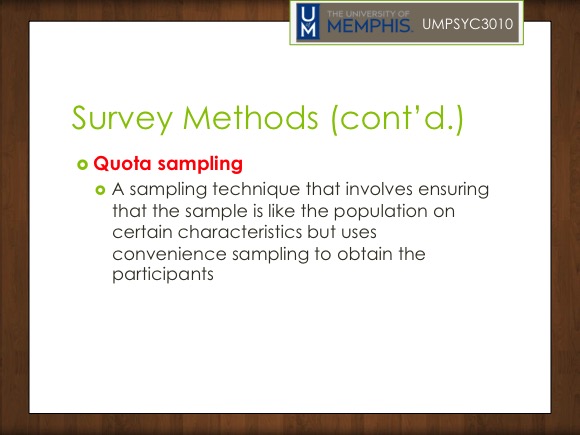 UM
THE UNIVERSITY OF
MEMPHIS.
UMPSYC3010
Survey Methods (cont’d.)
Quota sampling
A sampling technique that involves ensuring
that the sample is like the population on
certain characteristics but uses
convenience sampling to obtain the
participants